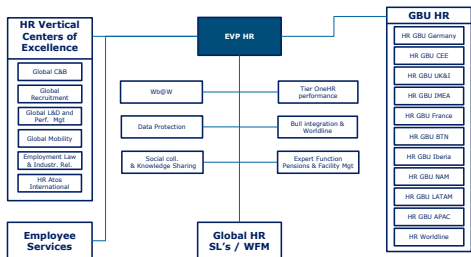 HR Vertical
Centers of
Excellence
Global C&B
Global
Recruitment
Global L&D and
Perf. Mgt
Global Mobility
Employment Law
& Industr. Rel.
HR Atos
International
Employee
Services
EVP HR
Wb@W
Tier OneHR
performance
Data Protection
Bull integration &
Worldline
Social coll.
& Knowledge Sharing
Expert Function
Pensions & Facility Mgt
Global HR
SL's / WFM
GBU HR
HR GBU Germany
HR GBU CEE
HR GBU UK&I
HR GBU IMEA
HR GBU France
HR GBU BTN
HR GBU Iberia
HR GBU NAM
HR GBU LATAM
HR GBU APAC
HR Worldline